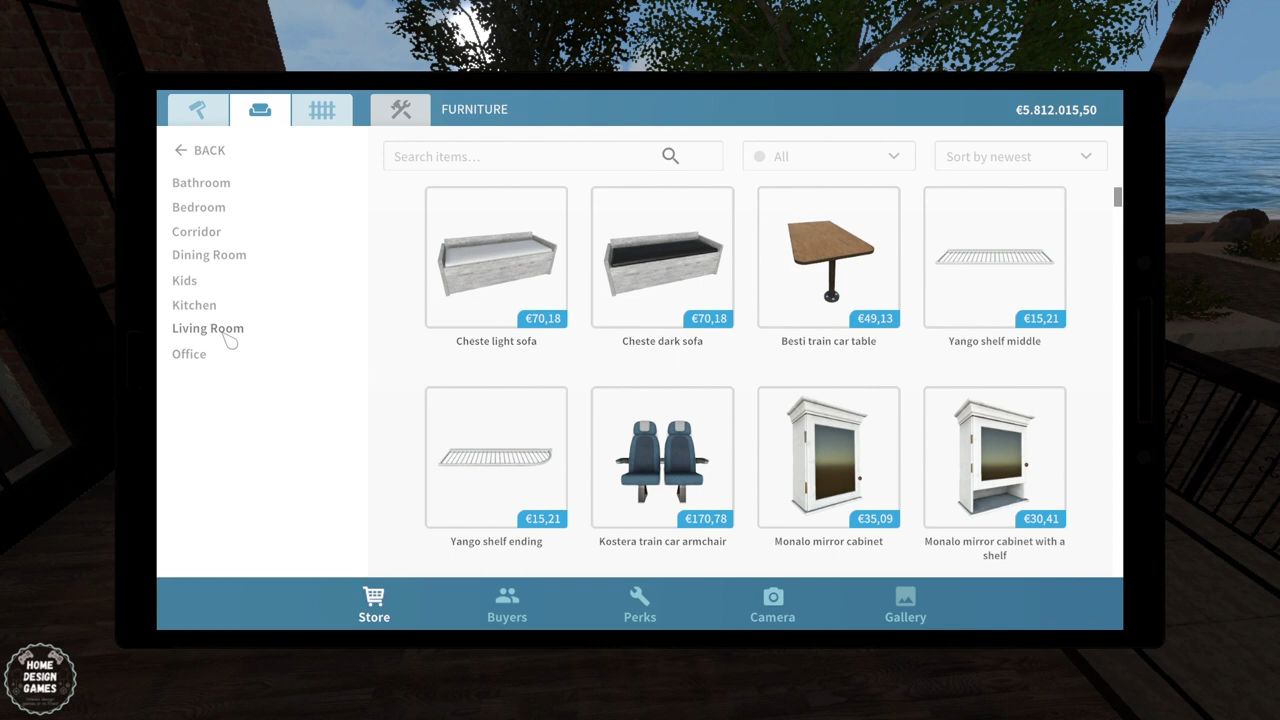 FURNITURE
€5.812.015,50
BACK
Search items...
All
Sort by newest
Bathroom
Bedroom
Corridor
Dining Room
Kids
Kitchen
Living Room
Office
€70,18
€70,18
€49,13
€15,21
Cheste light sofa
Cheste dark sofa
Besti train car table
Yango shelf middle
€15,21
€170,78
€35,09
€30,41
Yango shelf ending
Kostera train car armchair
Monalo mirror cabinet
Monalo mirror cabinet with a
shelf
Store
Buyers
Perks
Camera
Gallery
HOME
DESIGN
GAMES